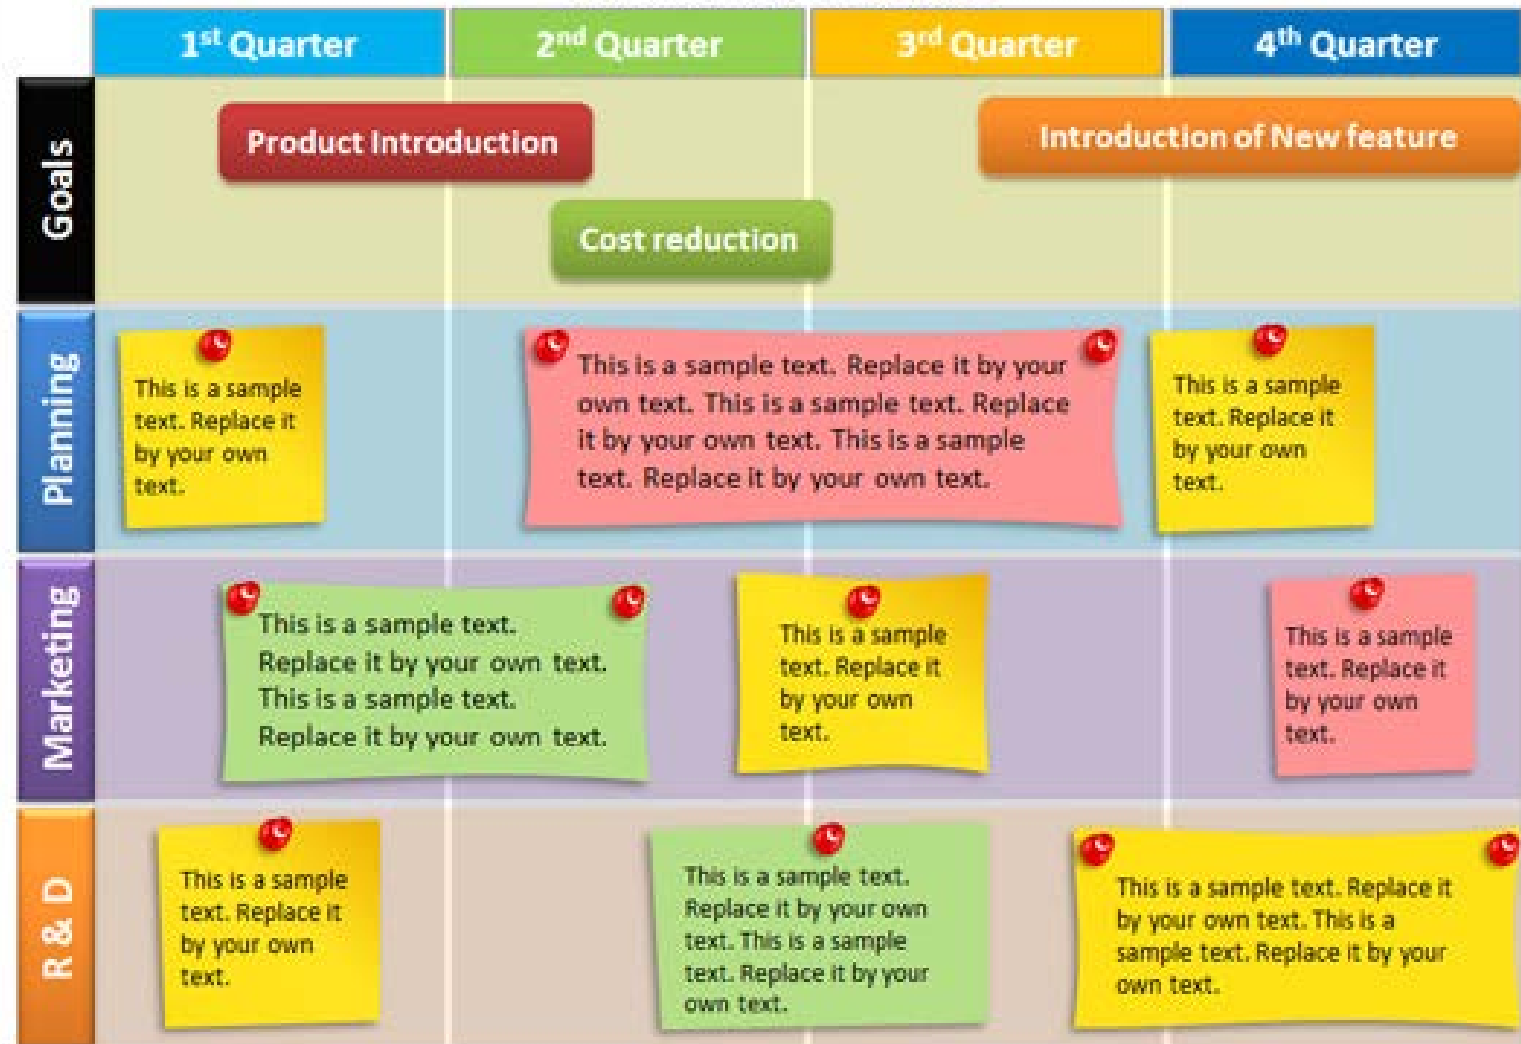 1st Quarter
2nd Quarter
3rd Quarter
4th Quarter
Goals
Product Introduction
Introduction of New feature
Cost reduction
Planning
This is a sample
text. Replace it
by your own
text.
This is a sample text. Replace it by your
own text. This is a sample text. Replace
it by your own text. This is a sample
text. Replace it by your own text.
This is a sample
text. Replace it
by your own
text.
Marketing
This is a sample text.
Replace it by your own text.
This is a sample text.
Replace it by your own text.
This is a sample
text. Replace it
by your own
text.
This is a sample
text. Replace it
by your own
text.
R & D
This is a sample
text. Replace it
by your own
text.
This is a sample text.
Replace it by your own
text. This is a sample
text. Replace it by your
own text.
This is a sample text. Replace it
by your own text. This is a
sample text. Replace it by your
own text.